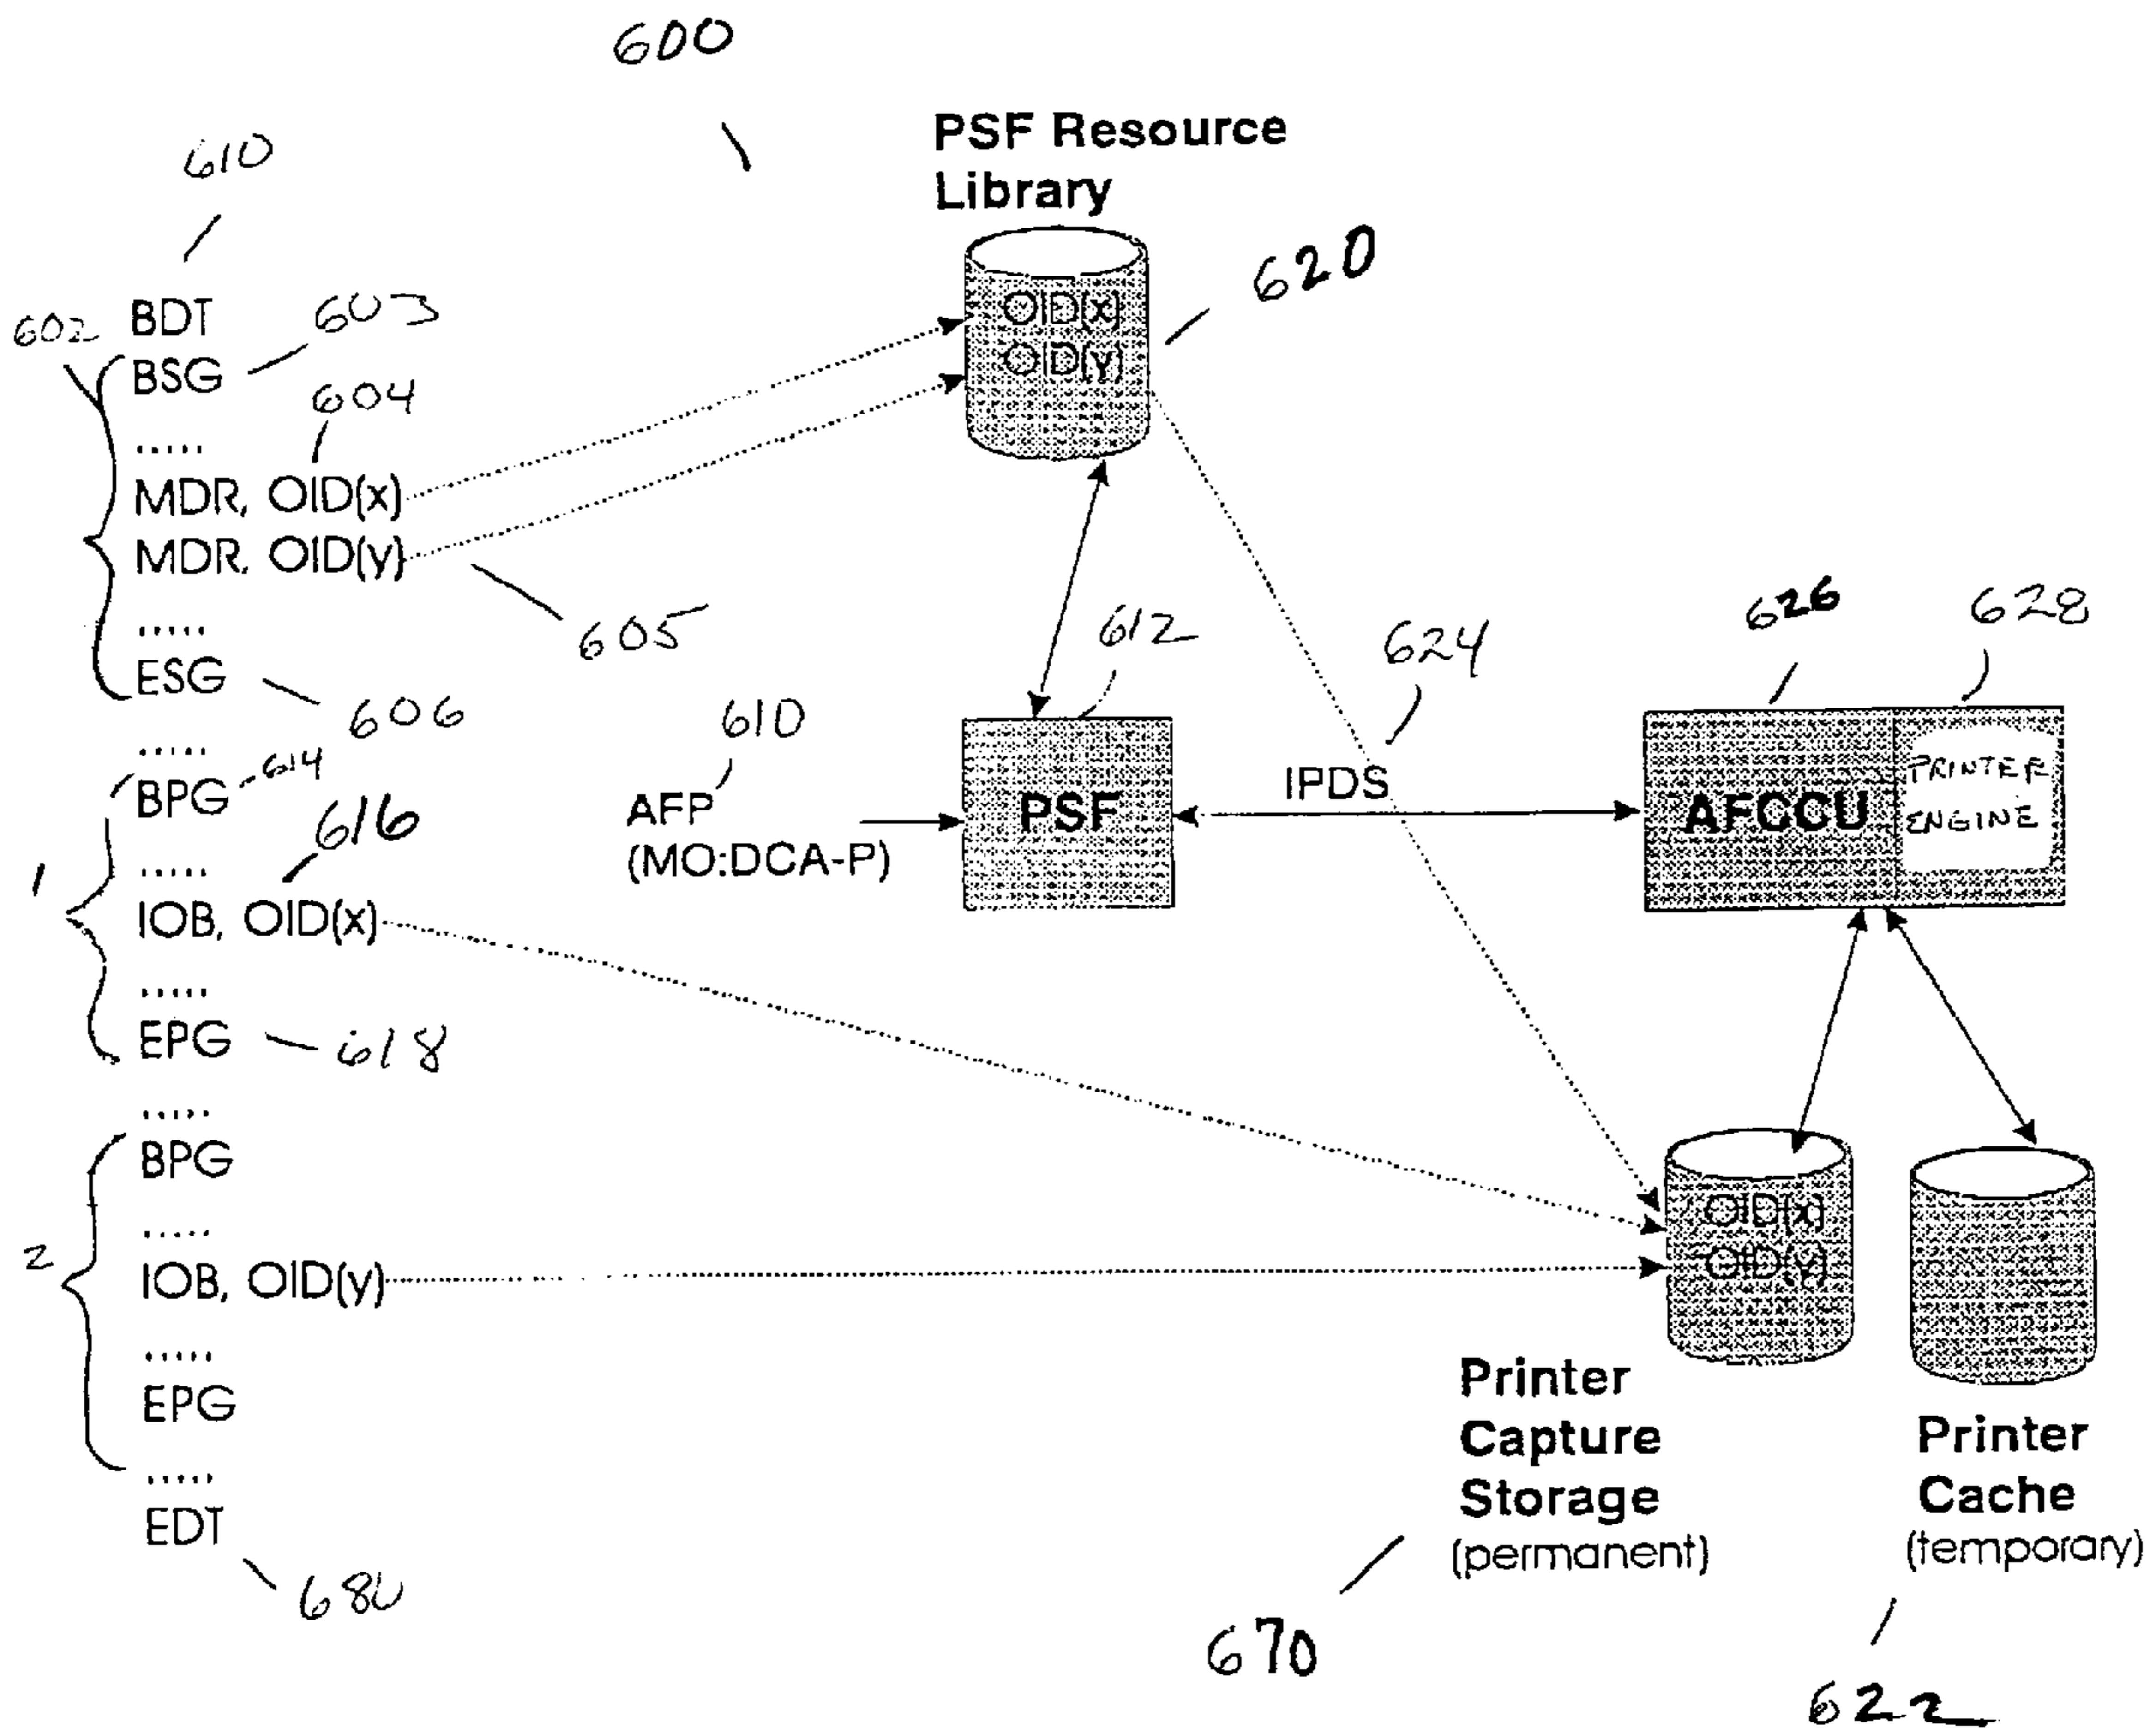 600
610
PSF Resource
Library
620
602
BDT
603
BSG
604
.....
MDR, OID(x)
MDR, OID(y)
605
.....
ESG
606
OID(x)
OID(y)
612
624
626
628
610
AFP
(MO:DCA-P)
PSF
IPDS
AFCCU
PRINTER
ENGINE
.....
BPG
614
616
1
.....
IOB, OID(x)
.....
EPG
618
.....
BPG
2
.....
IOB, OID(y)
.....
EPG
.....
EDT
680
OID(x)
OID(y)
Printer
Capture
Storage
(permanent)
670
Printer
Cache
(temporary)
622